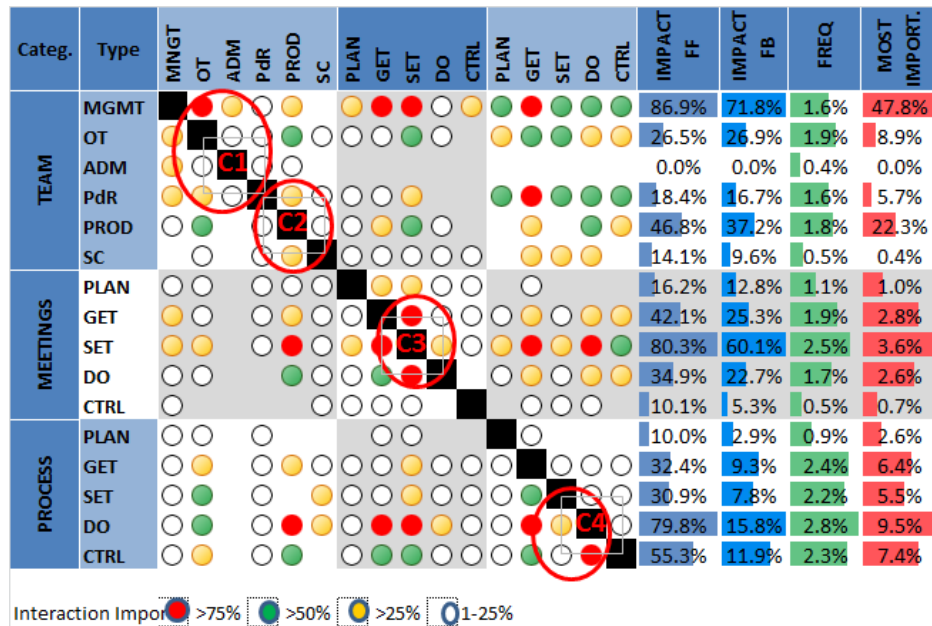 Categ. Type MNGT OT ADM PdR PROD SC PLAN GET SET DO CTRL PLAN GET SET DO CTRL IMPACT FF IMPACT FB FREQ MOST IMPORT.
TEAM
MGMT 86.9% 71.8% 1.6% 47.8%
OT 26.5% 26.9% 1.9% 8.9%
ADM C1 0.0% 0.0% 0.4% 0.0%
PdR 18.4% 16.7% 1.6% 5.7%
PROD C2 46.8% 37.2% 1.8% 22.3%
SC 14.1% 9.6% 0.5% 0.4%
MEETINGS
PLAN 16.2% 12.8% 1.1% 1.0%
GET 42.1% 25.3% 1.9% 2.8%
SET C3 80.3% 60.1% 2.5% 3.6%
DO 34.9% 22.7% 1.7% 2.6%
CTRL 10.1% 5.3% 0.5% 0.7%
PROCESS
PLAN 10.0% 2.9% 0.9% 2.6%
GET 32.4% 9.3% 2.4% 6.4%
SET 30.9% 7.8% 2.2% 5.5%
DO C4 79.8% 15.8% 2.8% 9.5%
CTRL 55.3% 11.9% 2.3% 7.4%
Interaction Impor >75% >50% >25% 1-25%